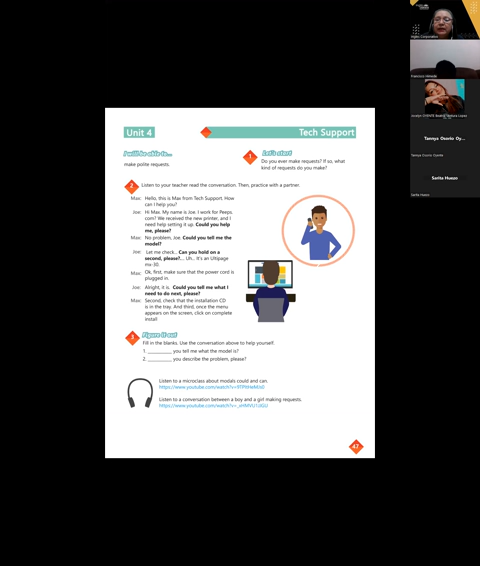 Unit 4
Tech Support
I will be able to...
make polite requests.
1. Let's start
Do you ever make requests? If so, what
kind of requests do you make?
2. Listen to your teacher read the conversation. Then, practice with a partner.
Max: Hello, this is Max from Tech Support. How
can I help you?
Joe: Hi Max. My name is Joe. I work for Peeps.
com? We received the new printer, and I
need help setting it up. Could you help
me, please?
Max: No problem, Joe. Could you tell me the
model?
Joe: Let me check... Can you hold on a
second, please?... Uh... it's an Ultipage
mx-30.
Max: Ok, first, make sure that the power cord is
plugged in.
Joe: Alright, it is. Could you tell me what I
need to do next, please?
Max: Second, check that the installation CD
is in the tray. And third, once the menu
appears on the screen, click on complete
install
3. Figure it out
Fill in the blanks. Use the conversation above to help yourself.
1. __________ you tell me what the model is?
2. __________ you describe the problem, please?
Listen to a microclass about modals could and can.
Listen to a conversation between a boy and a girl making requests.
47
Ingles Corporativo
Tannya Osorio Oy...
Tannya Osorio Oyarde
Sarita Huezo
Sarita Huezo